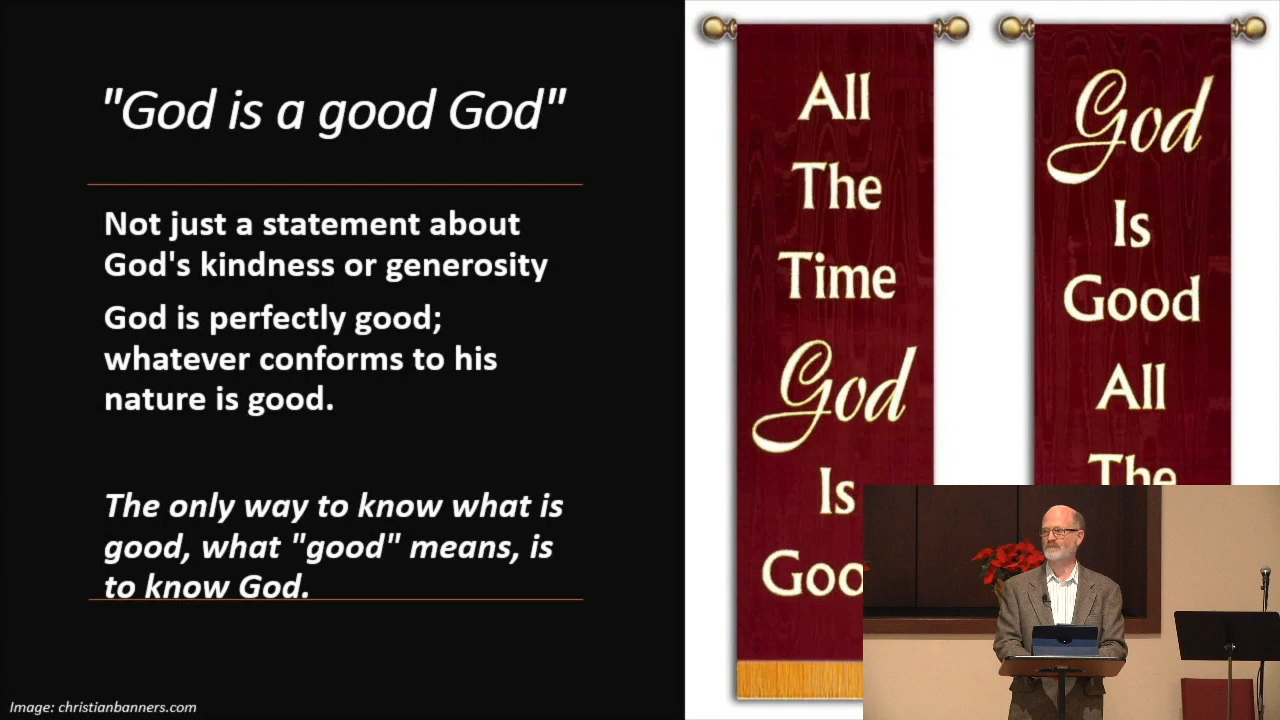 "God is a good God"
Not just a statement about
God's kindness or generosity
God is perfectly good;
whatever conforms to his
nature is good.
The only way to know what is
good, what "good" means, is
to know God.
Image: christianbanners.com
All
The
Time
God
Is
Goo
God
Is
Good
All
The